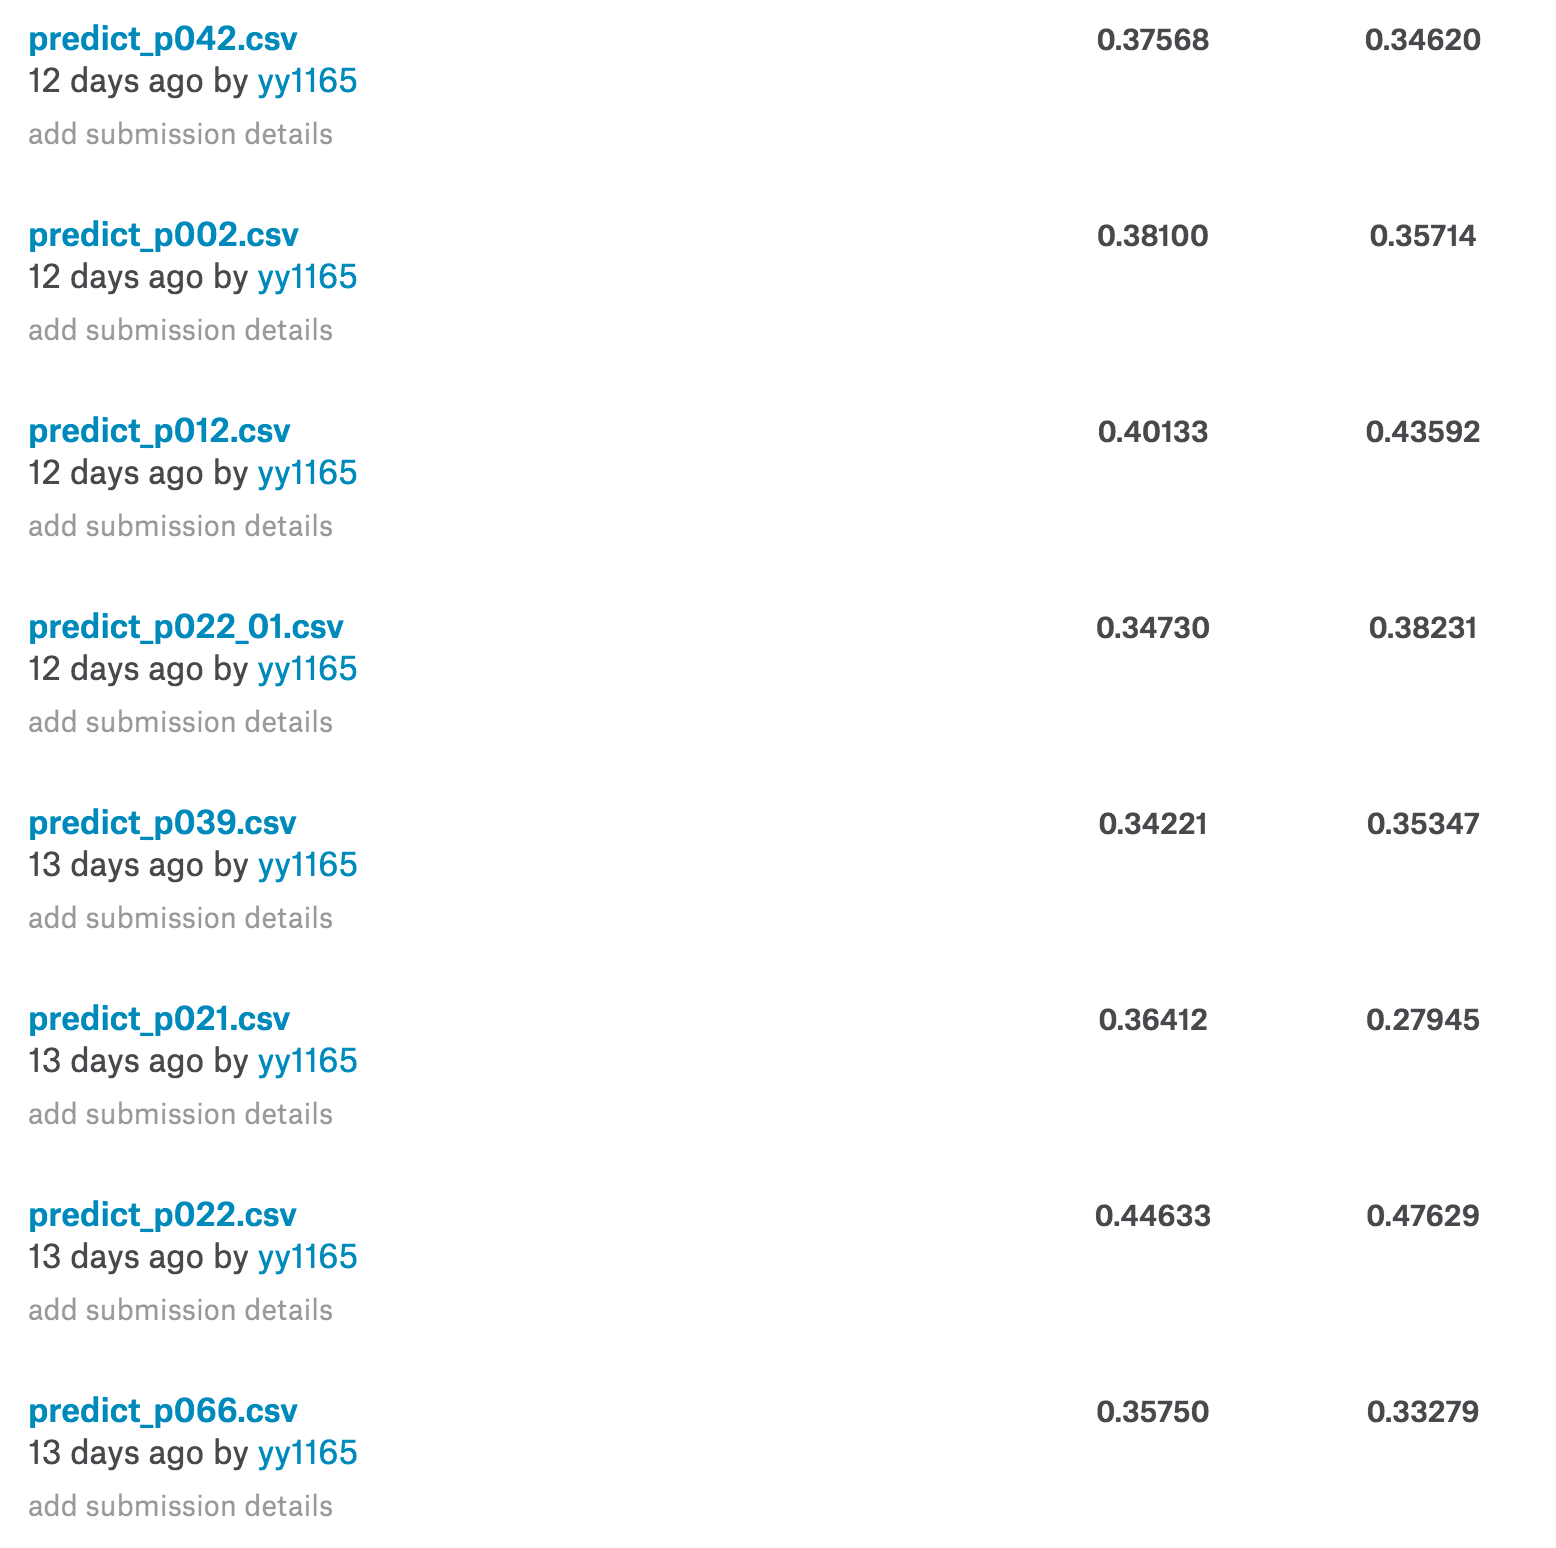 predict_p042.csv 0.37568 0.34620
12 days ago by yy1165
add submission details
predict_p002.csv 0.38100 0.35714
12 days ago by yy1165
add submission details
predict_p012.csv 0.40133 0.43592
12 days ago by yy1165
add submission details
predict_p022_01.csv 0.34730 0.38231
12 days ago by yy1165
add submission details
predict_p039.csv 0.34221 0.35347
13 days ago by yy1165
add submission details
predict_p021.csv 0.36412 0.27945
13 days ago by yy1165
add submission details
predict_p022.csv 0.44633 0.47629
13 days ago by yy1165
add submission details
predict_p066.csv 0.35750 0.33279
13 days ago by yy1165
add submission details